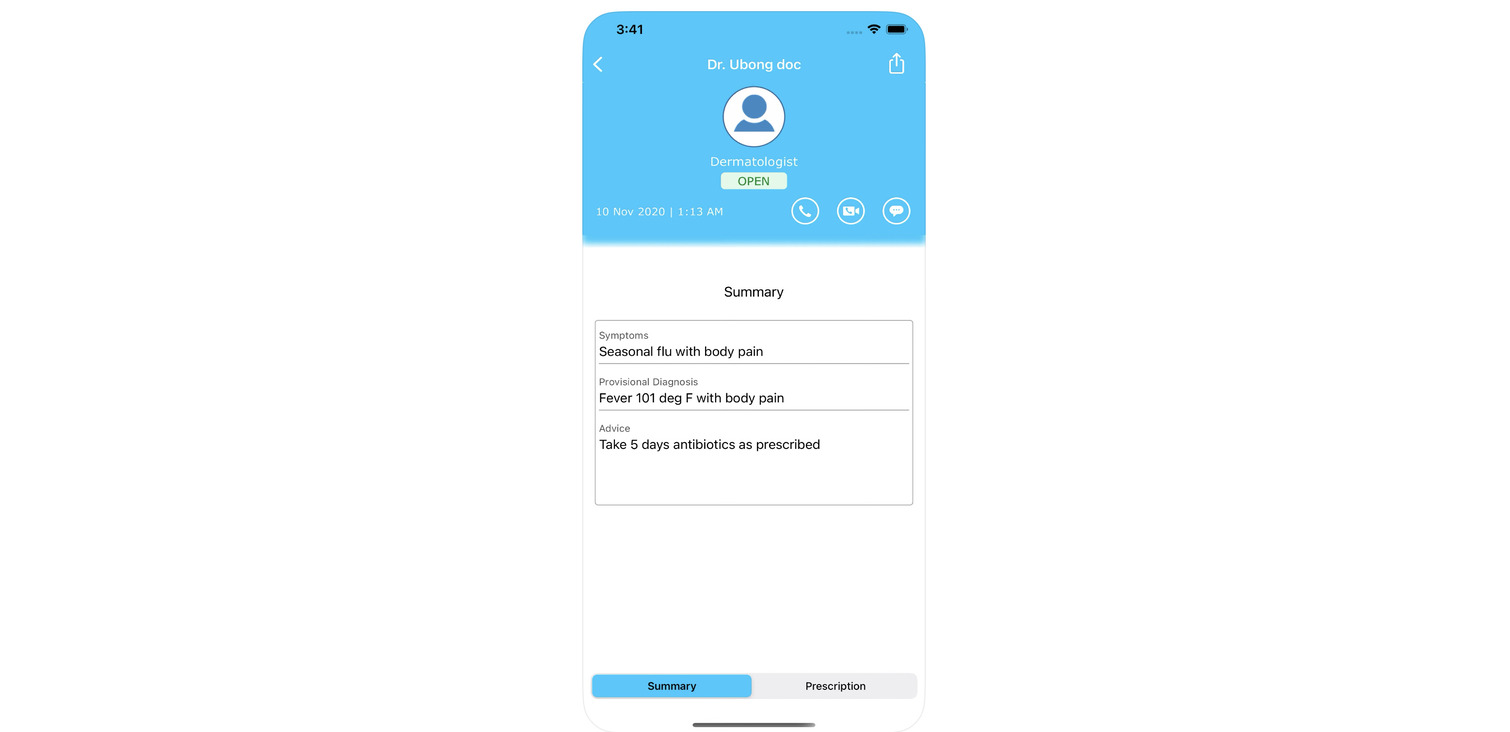 3:41
Dr. Ubong doc
Dermatologist
OPEN
10 Nov 2020 | 1:13 AM
Summary
Symptoms
Seasonal flu with body pain
Provisional Diagnosis
Fever 101 deg F with body pain
Advice
Take 5 days antibiotics as prescribed
Summary Prescription